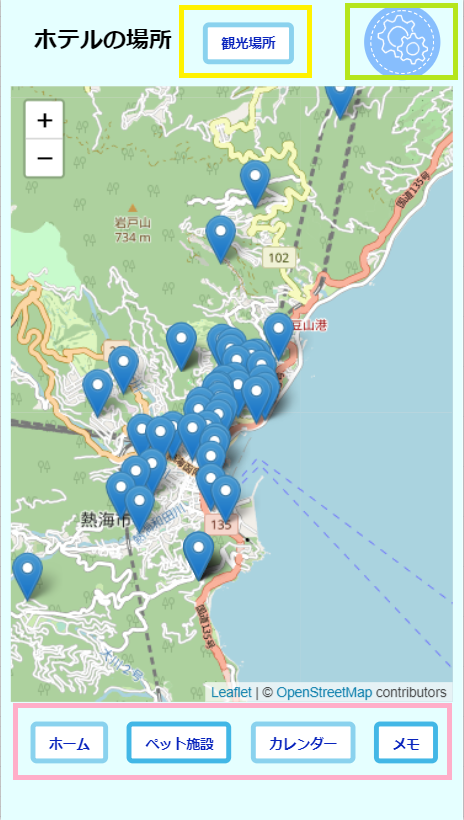 ホテルの場所
観光場所
+
−
国道135号
岩戸山
734 m
102
豆山港
熱海市
135
国道135号
Leaflet | © OpenStreetMap contributors
ホーム
ペット施設
カレンダー
メモ